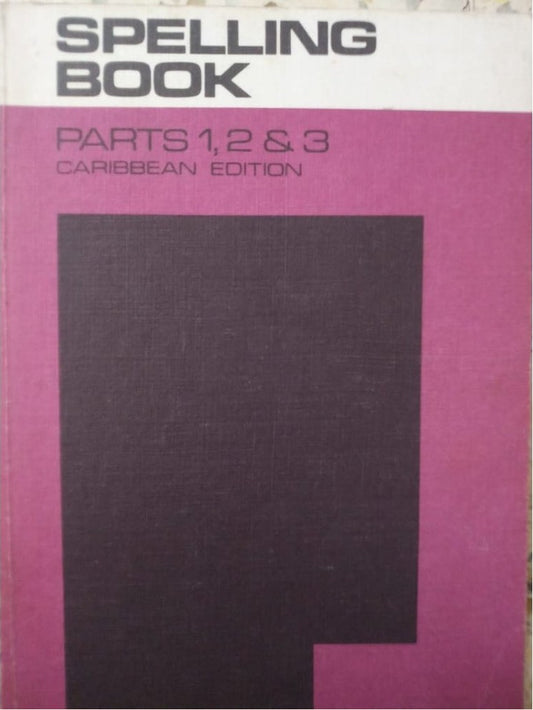 SPELLING
BOOK
PARTS 1, 2 & 3
CARIBBEAN EDITION